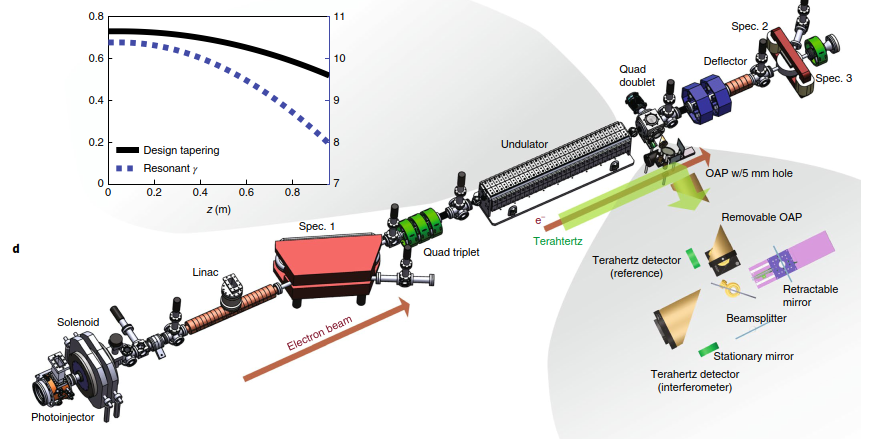 0.8
0.6
0.4
0.2
0
11
10
9
8
7
0
0.2
0.4
0.6
0.8
z (m)
Design tapering
Resonant γ
d
Photoinjector
Solenoid
Linac
Spec. 1
Electron beam
Quad triplet
Undulator
e−
Terahtertz
Quad
doublet
Deflector
Spec. 2
Spec. 3
OAP w/5 mm hole
Removable OAP
Terahertz detector
(reference)
Retractable
mirror
Beamsplitter
Stationary mirror
Terahertz detector
(interferometer)